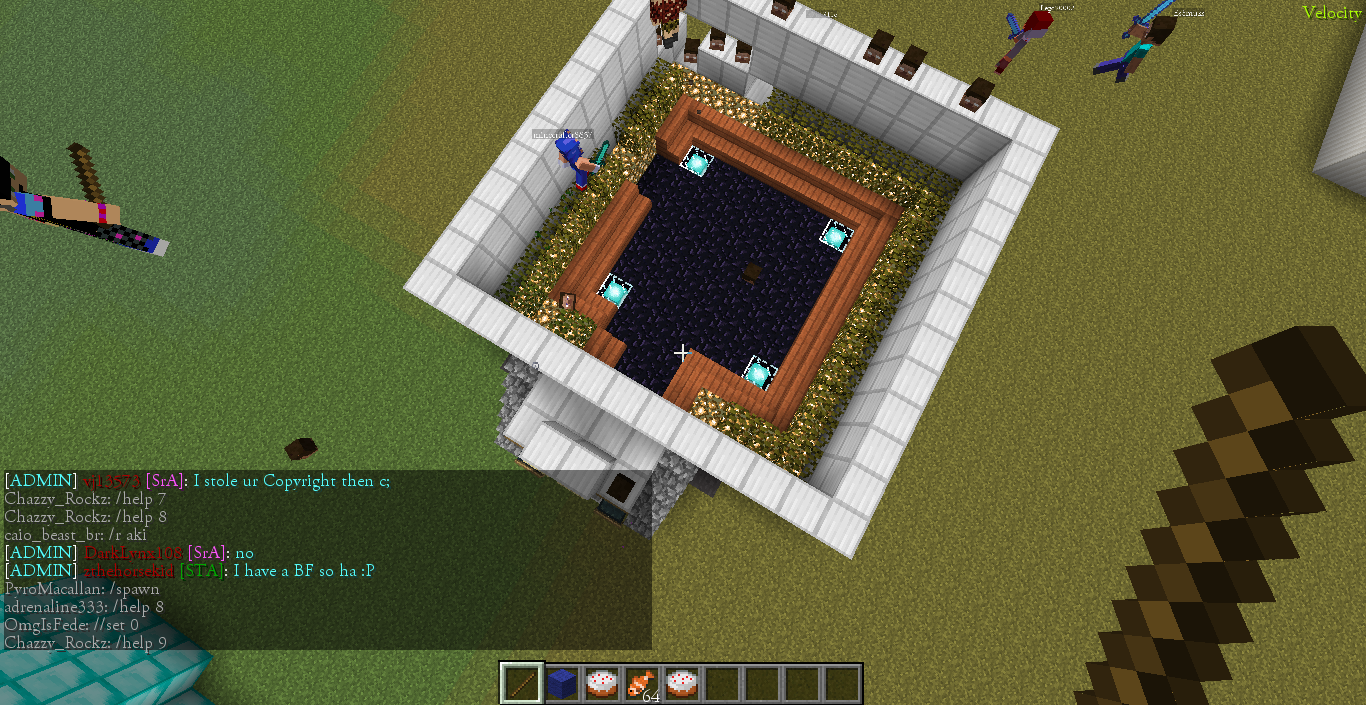 Velocity
[ADMIN] vj13573 [SrA]: I stole ur Copyright then c;
Chazzy_Rockz: /help 7
Chazzy_Rockz: /help 8
caio_beast_br: /r aki
[ADMIN] DarkLynx108 [SrA]: no
[ADMIN] [STA]: I have a BF so ha :P
PyroMacallan: /spawn
adrenaline333: /help 8
OmgIsFede: //set 0
Chazzy_Rockz: /help 9
64